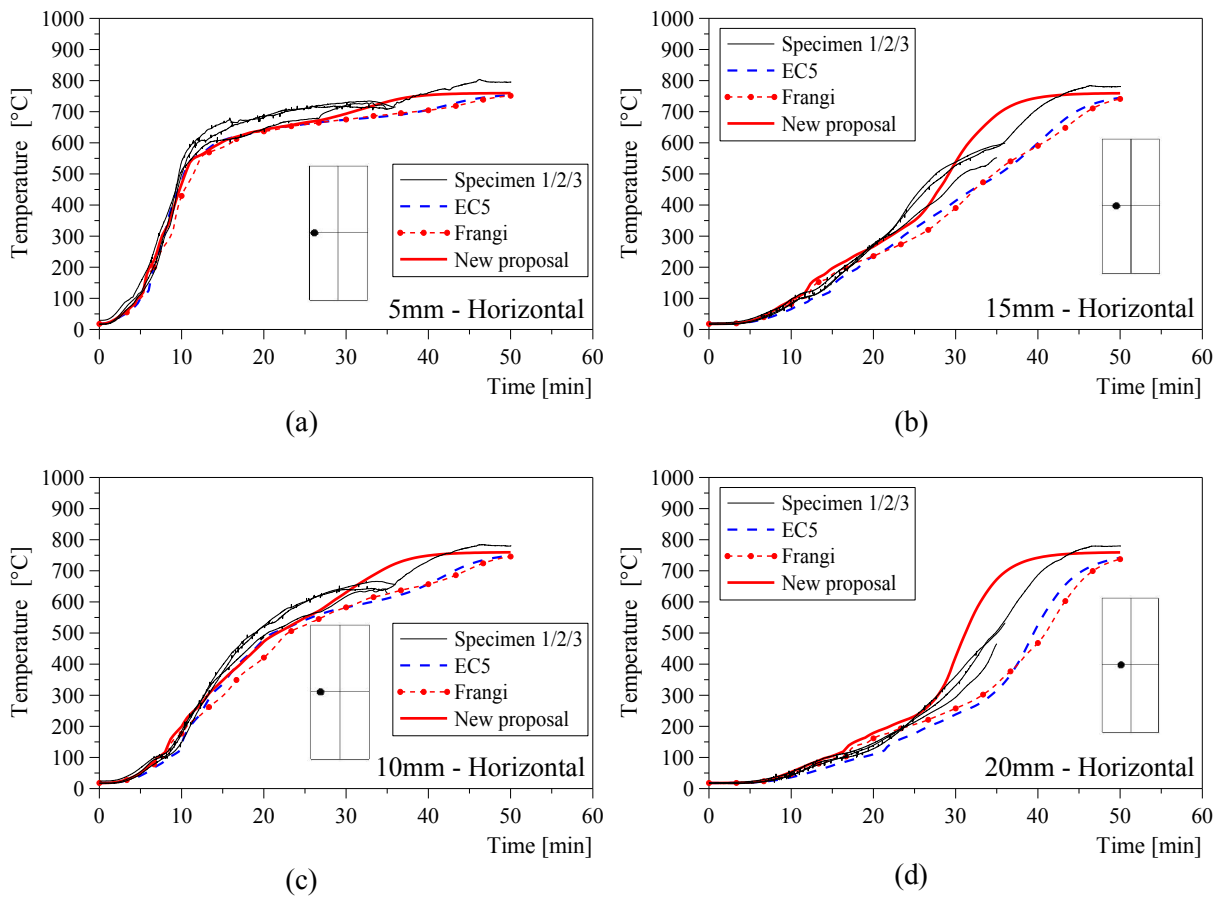 1000
900
800
700
600
500
400
300
200
100
0
Temperature [°C]
Specimen 1/2/3
EC5
Frangi
New proposal
5mm - Horizontal
0 10 20 30 40 50 60
Time [min]
(a)
1000
900
800
700
600
500
400
300
200
100
0
Temperature [°C]
Specimen 1/2/3
EC5
Frangi
New proposal
15mm - Horizontal
0 10 20 30 40 50 60
Time [min]
(b)
1000
900
800
700
600
500
400
300
200
100
0
Temperature [°C]
Specimen 1/2/3
EC5
Frangi
New proposal
10mm - Horizontal
0 10 20 30 40 50 60
Time [min]
(c)
1000
900
800
700
600
500
400
300
200
100
0
Temperature [°C]
Specimen 1/2/3
EC5
Frangi
New proposal
20mm - Horizontal
0 10 20 30 40 50 60
Time [min]
(d)